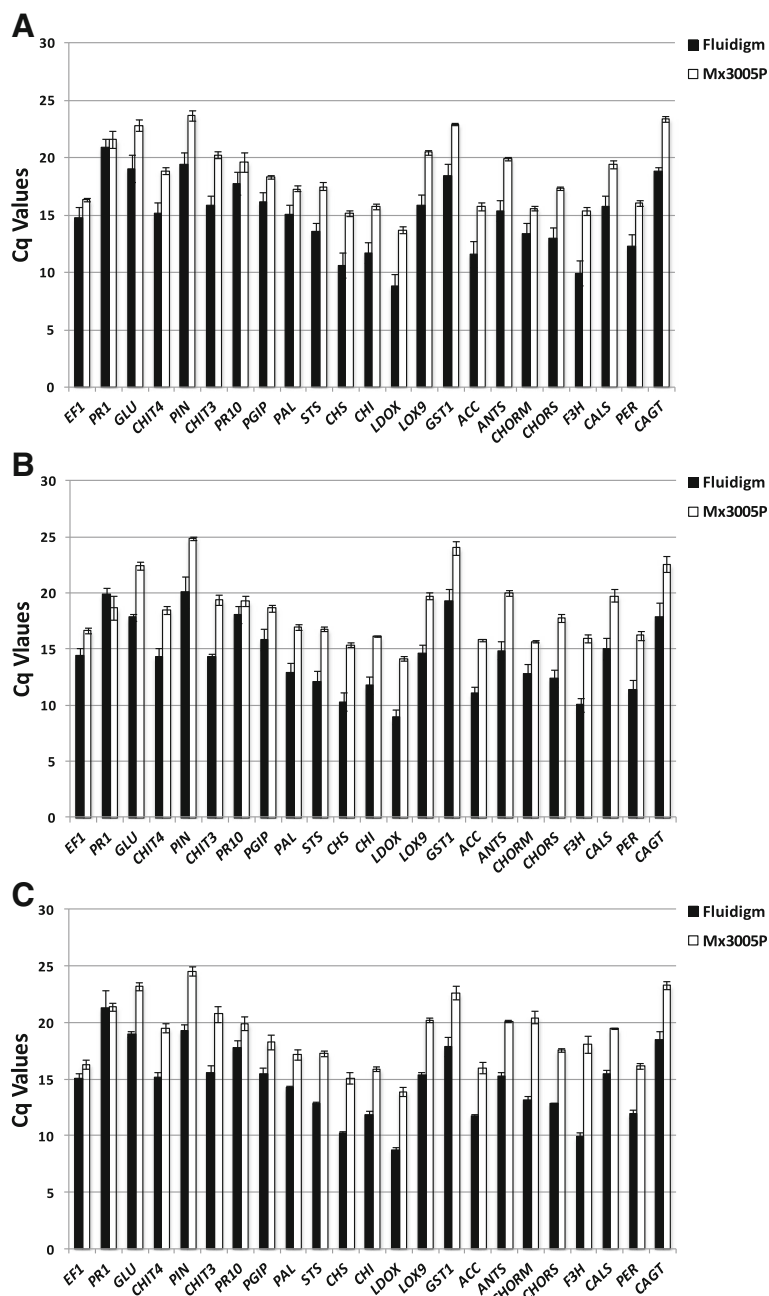 A
30
25
20
15
10
5
0
Cq Values
Fluidigm
Mx3005P
EF1 PR1 GLU CHIT4 PIN CHIT3 PR10 PGIP PAL STS CHS CHI LDOX LOX9 GST1 ACC ANTS CHORM CHORS F3H CALS PER CAGT
B
30
25
20
15
10
5
0
Cq Vlaues
Fluidigm
Mx3005P
EF1 PR1 GLU CHIT4 PIN CHIT3 PR10 PGIP PAL STS CHS CHI LDOX LOX9 GST1 ACC ANTS CHORM CHORS F3H CALS PER CAGT
C
30
25
20
15
10
5
0
Cq Values
Fluidigm
Mx3005P
EF1 PR1 GLU CHIT4 PIN CHIT3 PR10 PGIP PAL STS CHS CHI LDOX LOX9 GST1 ACC ANTS CHORM CHORS F3H CALS PER CAGT